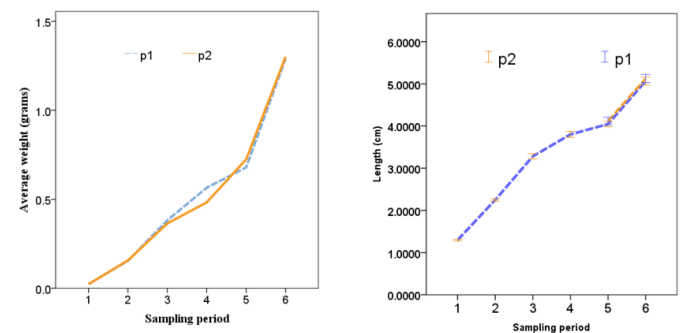 Average weight (grams)
1.5
1.0
0.5
0.0
p1
p2
1 2 3 4 5 6
Sampling period
Length (cm)
6.0000
5.0000
4.0000
3.0000
2.0000
1.0000
0.0000
p2
p1
1 2 3 4 5 6
Sampling period